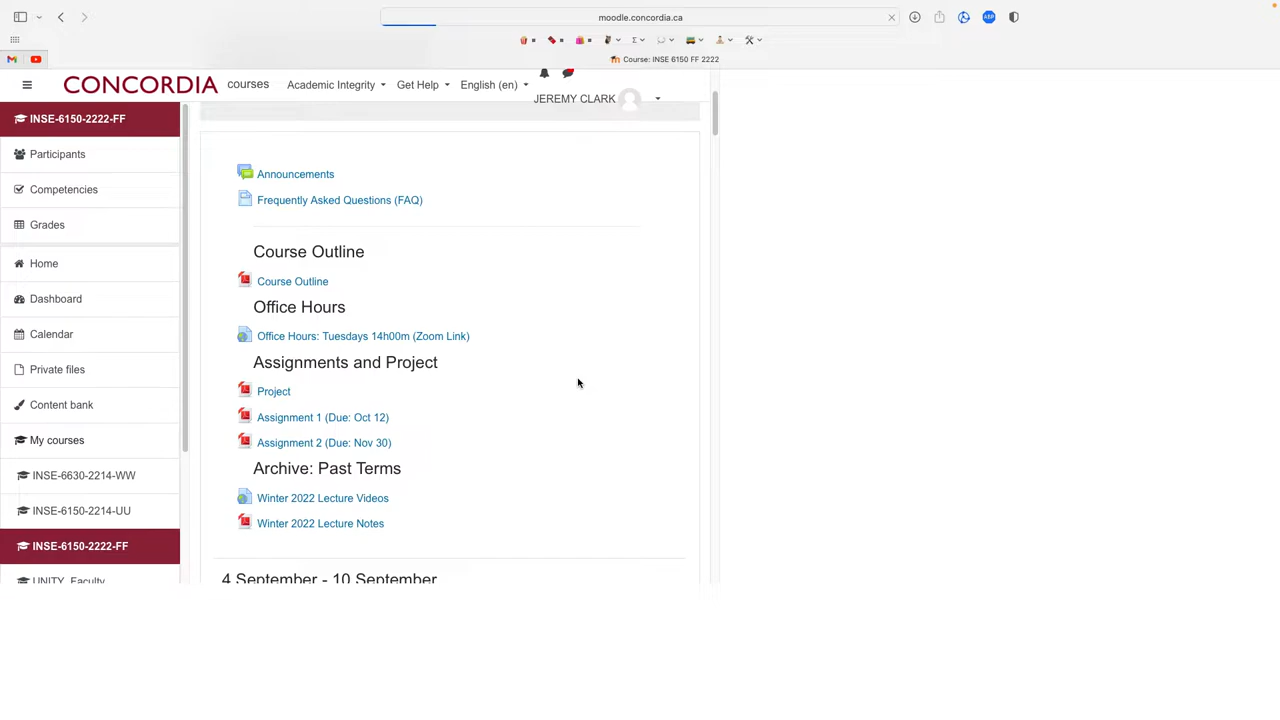 moodle.concordia.ca
ABP
Course: INSE 6150 FF 2222
CONCORDIA courses Academic Integrity Get Help English (en)
JEREMY CLARK
INSE-6150-2222-FF
Participants
Competencies
Grades
Home
Dashboard
Calendar
Private files
Content bank
My courses
INSE-6630-2214-WW
INSE-6150-2214-UU
INSE-6150-2222-FF
UNITY_Faculty
Announcements
Frequently Asked Questions (FAQ)
Course Outline
Course Outline
Office Hours
Office Hours: Tuesdays 14h00m (Zoom Link)
Assignments and Project
Project
Assignment 1 (Due: Oct 12)
Assignment 2 (Due: Nov 30)
Archive: Past Terms
Winter 2022 Lecture Videos
Winter 2022 Lecture Notes
4 September - 10 September